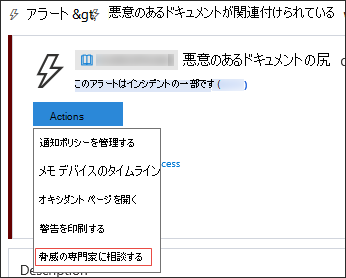 アラート &gt; 悪意のあるドキュメントが関連付けられている
悪意のあるドキュメントの尻
このアラートはインシデントの一部です (
Actions
通知ポリシーを管理する
メモ デバイスのタイムライン
cess
オキシダント ページを開く
警告を印刷する
脅威の専門家に相談する
Description